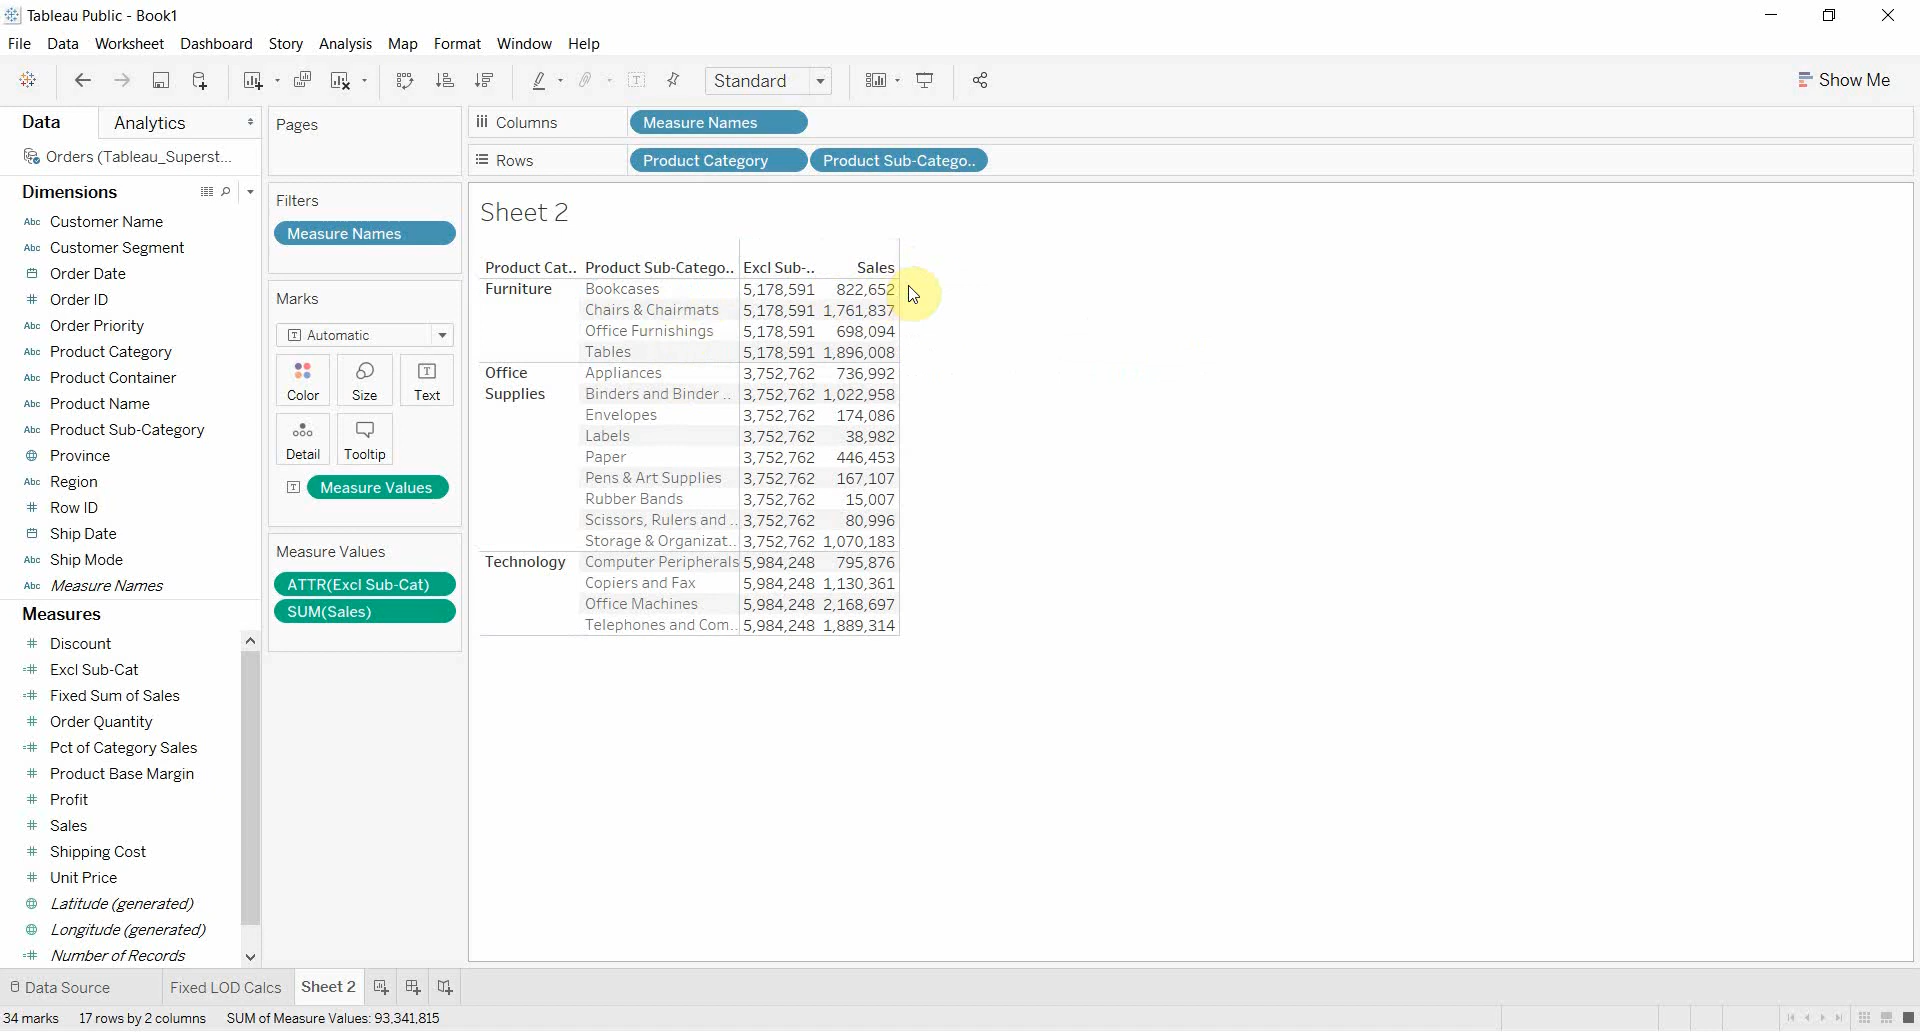 Tableau Public - Book1
File Data Worksheet Dashboard Story Analysis Map Format Window Help
Standard
Show Me
Data Analytics
Orders (Tableau_Superst...
Dimensions
Abc Customer Name
Abc Customer Segment
Order Date
# Order ID
Abc Order Priority
Abc Product Category
Abc Product Container
Abc Product Name
Abc Product Sub-Category
Province
Abc Region
# Row ID
Ship Date
Abc Ship Mode
Abc Measure Names
Measures
# Discount
=# Excl Sub-Cat
=# Fixed Sum of Sales
# Order Quantity
=# Pct of Category Sales
# Product Base Margin
# Profit
# Sales
# Shipping Cost
# Unit Price
Latitude (generated)
Longitude (generated)
=# Number of Records
Pages
Filters
Measure Names
Marks
T Automatic
Color Size T Text
Detail Tooltip
T Measure Values
Measure Values
ATTR(Excl Sub-Cat)
SUM(Sales)
Columns Measure Names
Rows Product Category Product Sub-Catego..
Sheet 2
Product Cat.. Product Sub-Catego.. Excl Sub-.. Sales
Furniture Bookcases 5,178,591 822,652
Chairs & Chairmats 5,178,591 1,761,837
Office Furnishings 5,178,591 698,094
Tables 5,178,591 1,896,008
Office Appliances 3,752,762 736,992
Supplies Binders and Binder .. 3,752,762 1,022,958
Envelopes 3,752,762 174,086
Labels 3,752,762 38,982
Paper 3,752,762 446,453
Pens & Art Supplies 3,752,762 167,107
Rubber Bands 3,752,762 15,007
Scissors, Rulers and .. 3,752,762 80,996
Storage & Organizat.. 3,752,762 1,070,183
Technology Computer Peripherals 5,984,248 795,876
Copiers and Fax 5,984,248 1,130,361
Office Machines 5,984,248 2,168,697
Telephones and Com.. 5,984,248 1,889,314
Data Source Fixed LOD Calcs Sheet 2
34 marks 17 rows by 2 columns SUM of Measure Values: 93,341,815